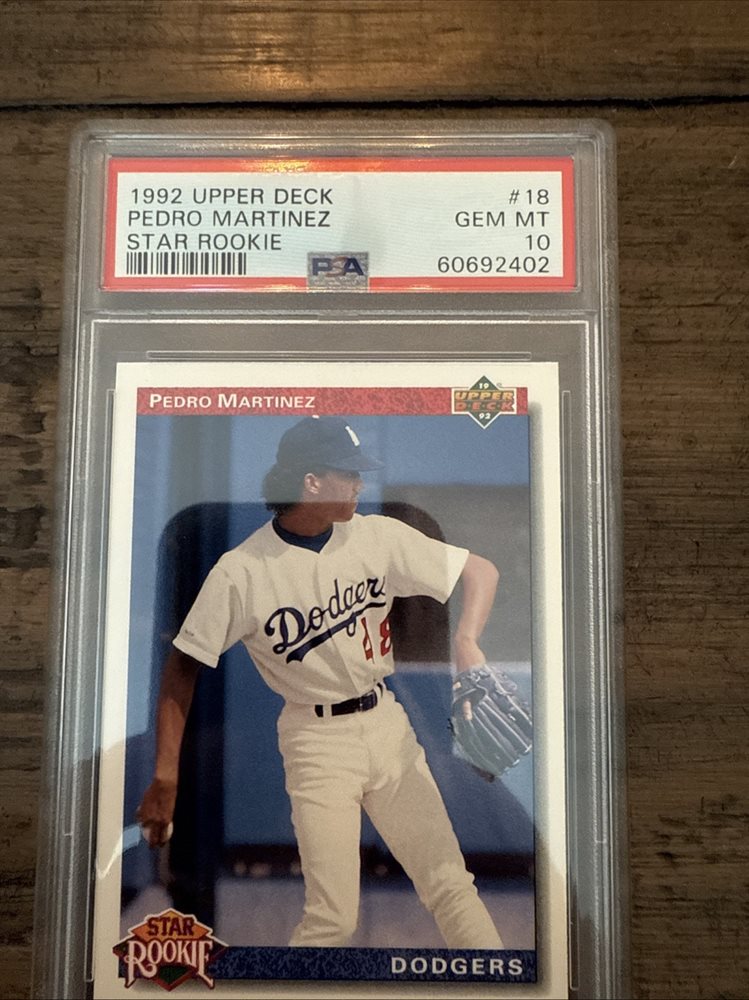 1992 UPPER DECK #18
PEDRO MARTINEZ GEM MT
STAR ROOKIE 10
PSA 60692402
PEDRO MARTINEZ
19 92
UPPER DECK
Dodgers
48
STAR
ROOKIE
DODGERS